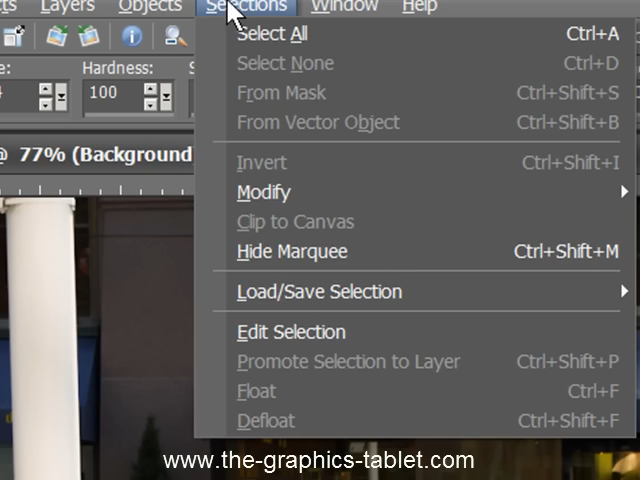 Layers Objects Selections Window Help
Hardness:
100
@ 77% (Background
Select All Ctrl+A
Select None Ctrl+D
From Mask Ctrl+Shift+S
From Vector Object Ctrl+Shift+B
Invert Ctrl+Shift+I
Modify
Clip to Canvas
Hide Marquee Ctrl+Shift+M
Load/Save Selection
Edit Selection
Promote Selection to Layer Ctrl+Shift+P
Float Ctrl+F
Defloat Ctrl+Shift+F
www.the-graphics-tablet.com